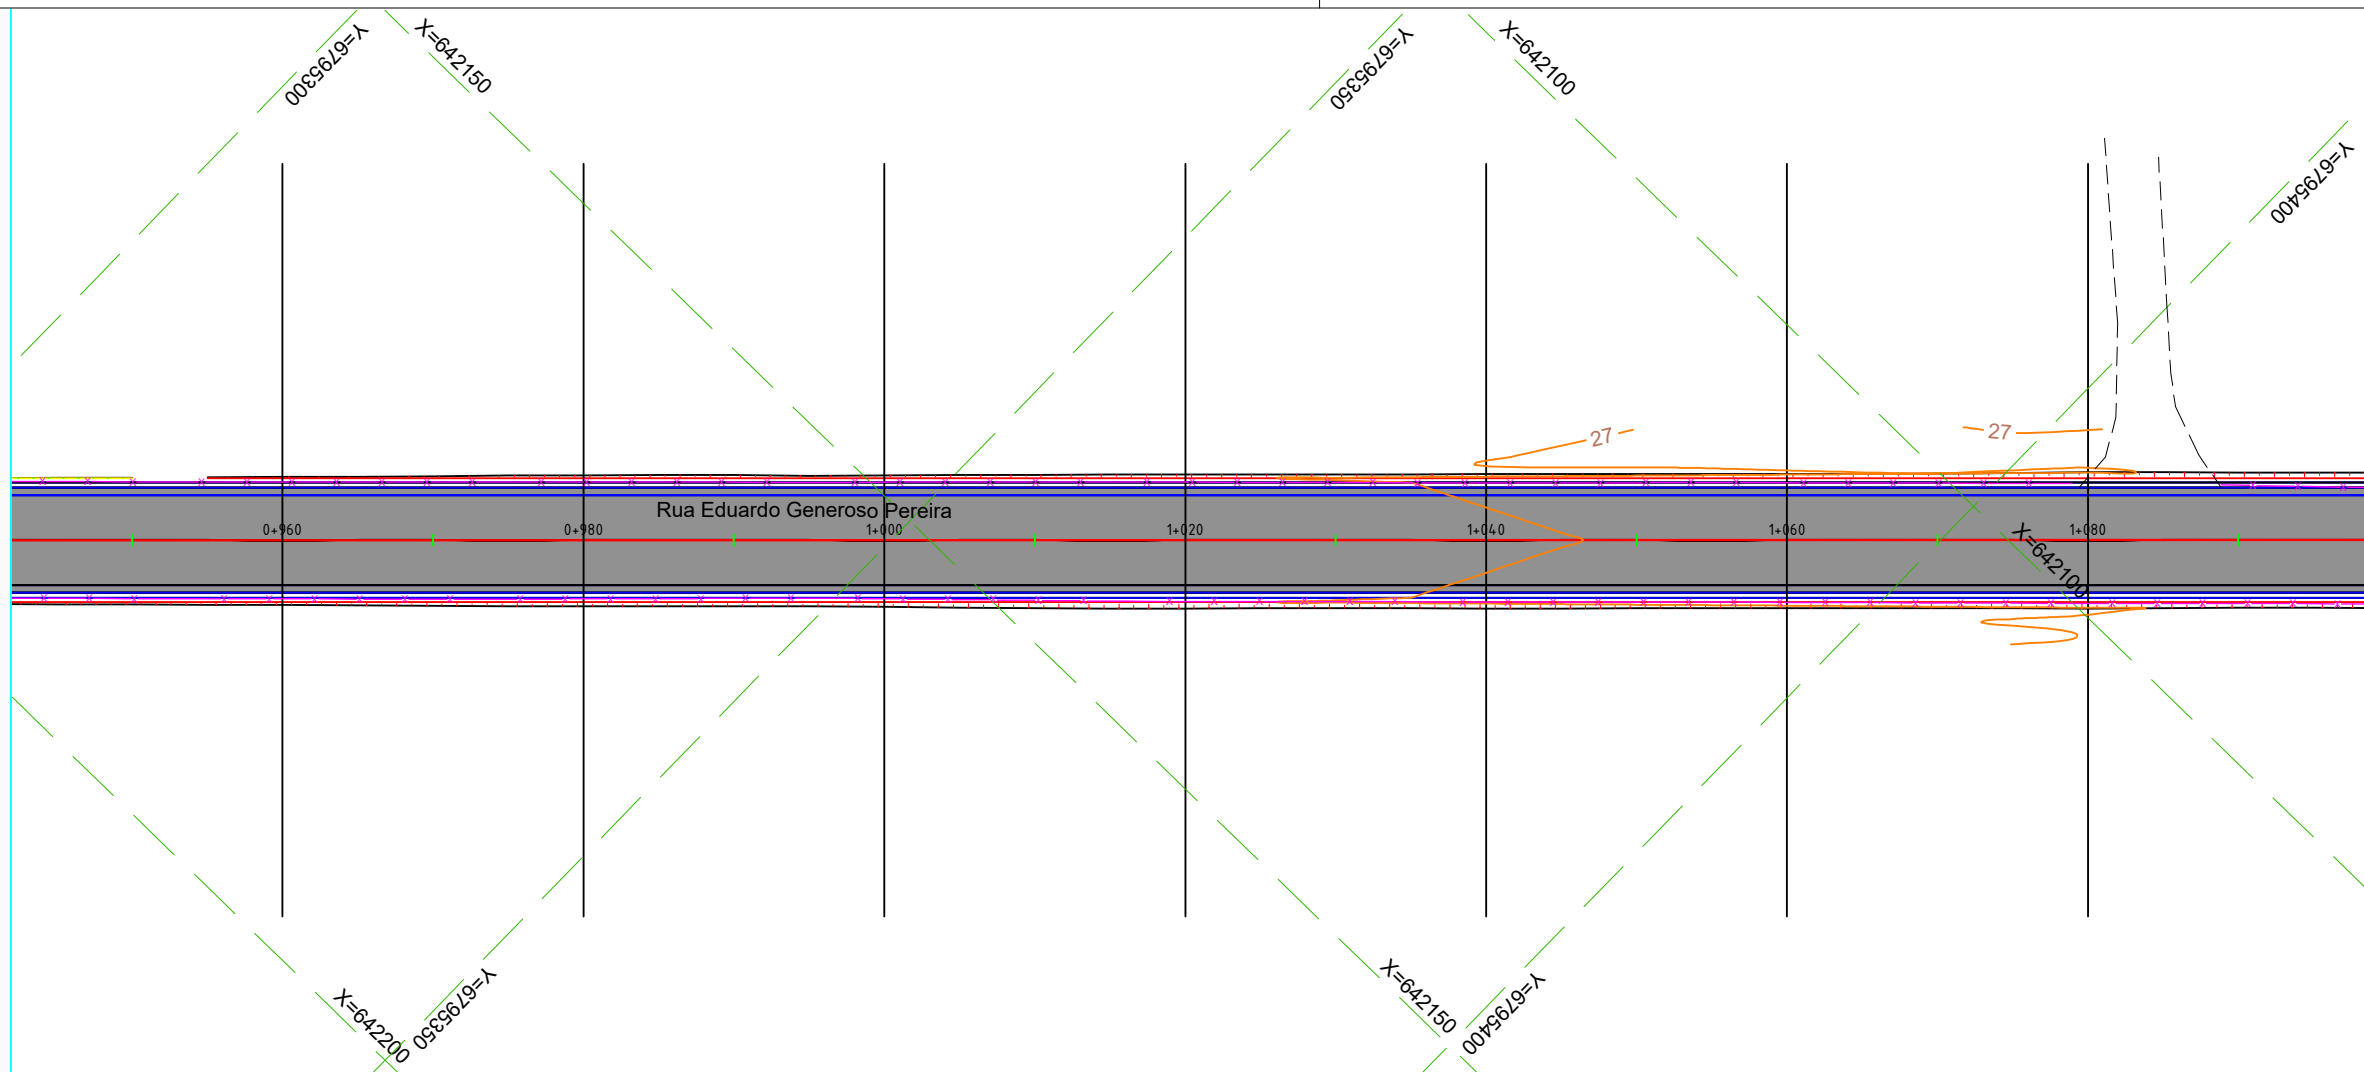 Y=6795300
X=642150
Y=6795350
X=642100
Y=6795400
27
27
Rua Eduardo Generoso Pereira
0+960
0+980
1+000
1+020
1+040
1+060
1+080
X=642100
X=642200
Y=6795350
X=642150
Y=6795400